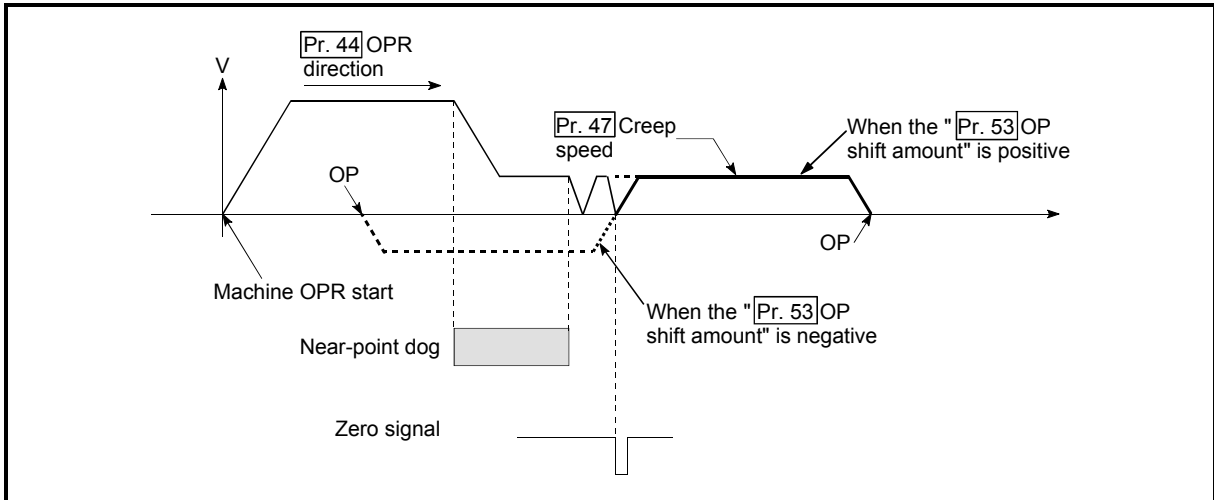 Pr. 44 OPR
direction
V
Pr. 47 Creep
speed
When the " Pr. 53 OP
shift amount" is positive
OP
OP
Machine OPR start
When the " Pr. 53 OP
shift amount" is negative
Near-point dog
Zero signal